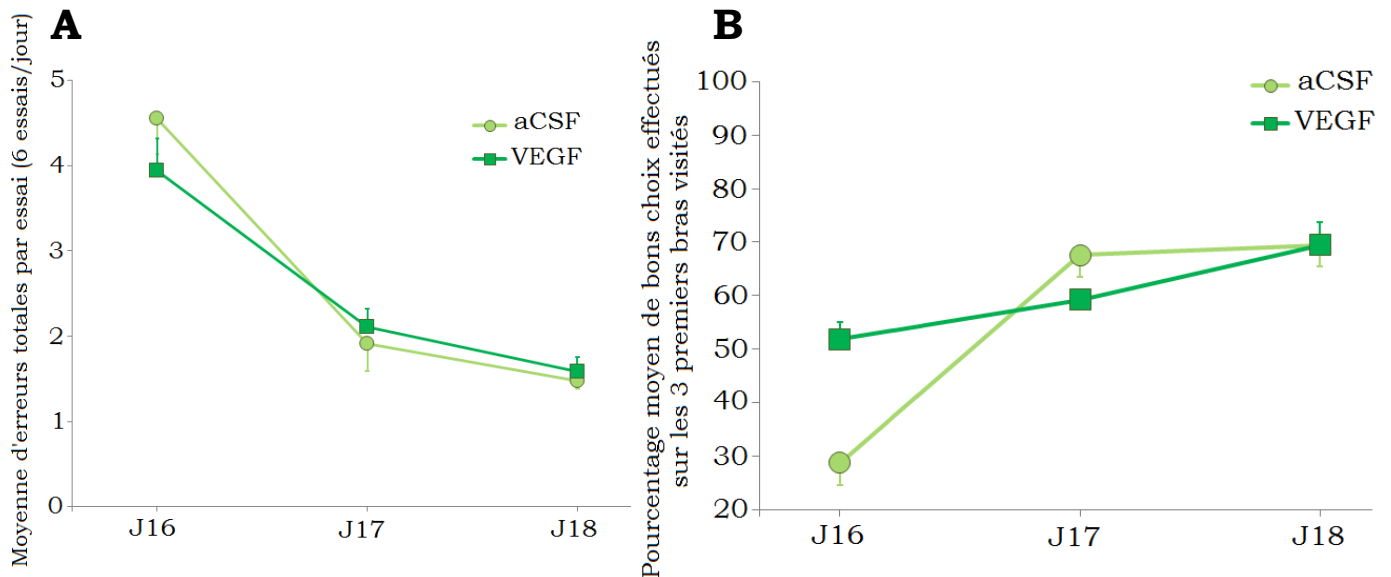 A
Moyenne d'erreurs totales par essai (6 essais/jour)
5
4
3
2
1
0
J16
J17
J18
aCSF
VEGF
B
Pourcentage moyen de bons choix effectués
sur les 3 premiers bras visités
100
90
80
70
60
50
40
30
20
J16
J17
J18
aCSF
VEGF